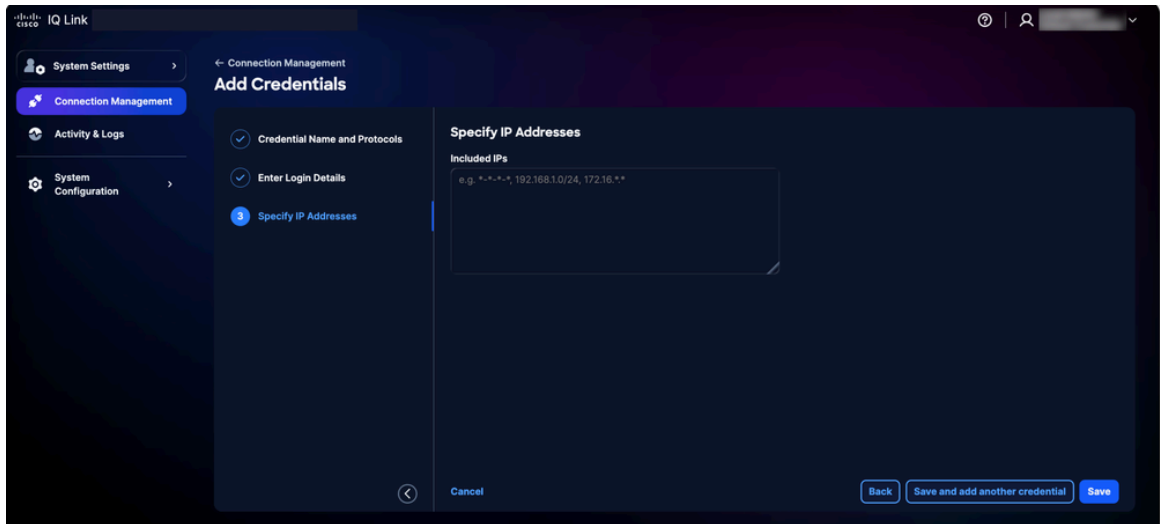 cisco IQ Link
System Settings
Connection Management
Activity & Logs
System
Configuration
← Connection Management
Add Credentials
Credential Name and Protocols
Enter Login Details
3 Specify IP Addresses
Specify IP Addresses
Included IPs
e.g. *-*-*-*, 192.168.1.0/24, 172.16.*.*
Cancel
Back
Save and add another credential
Save